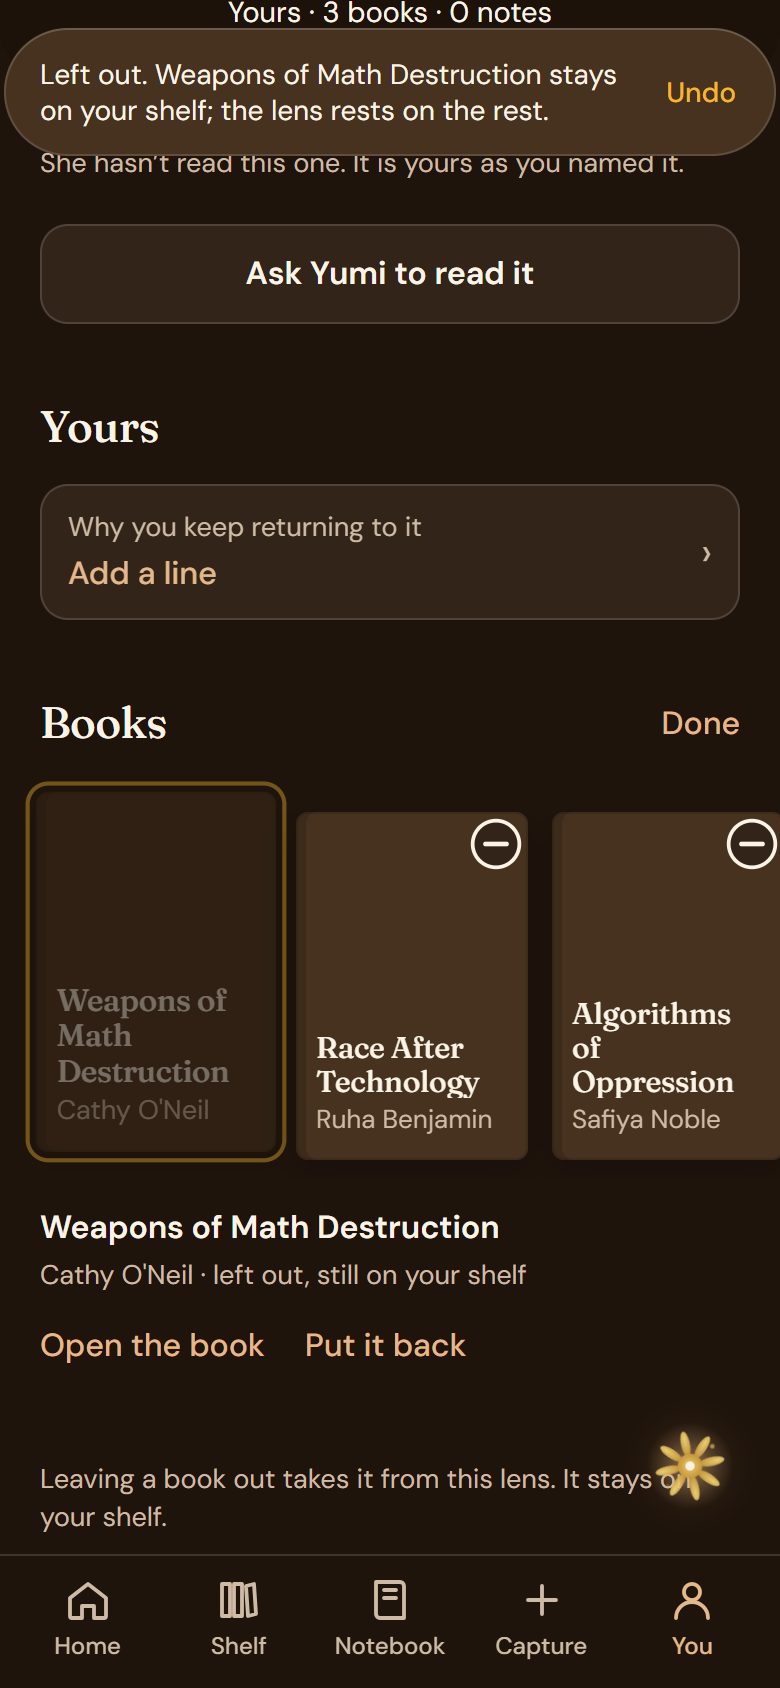 Yours · 3 books · 0 notes
Left out. Weapons of Math Destruction stays
on your shelf; the lens rests on the rest.
Undo
She hasn't read this one. It is yours as you named it.
Ask Yumi to read it
Yours
Why you keep returning to it
Add a line
›
Books
Done
Weapons of
Math
Destruction
Cathy O'Neil
Race After
Technology
Ruha Benjamin
Algorithms
of
Oppression
Safiya Noble
Weapons of Math Destruction
Cathy O'Neil · left out, still on your shelf
Open the book
Put it back
Leaving a book out takes it from this lens. It stays
your shelf.
Home
Shelf
Notebook
Capture
You